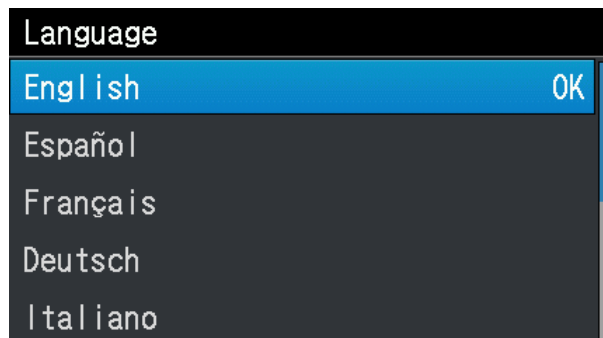 Language
English OK
Español
Français
Deutsch
Italiano